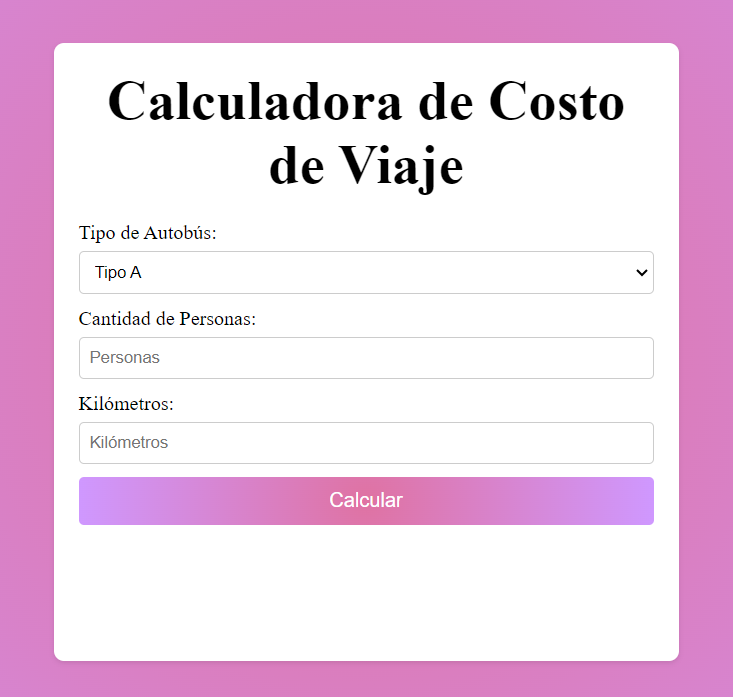 Calculadora de Costo
de Viaje
Tipo de Autobús:
Tipo A
Cantidad de Personas:
Personas
Kilómetros:
Kilómetros
Calcular